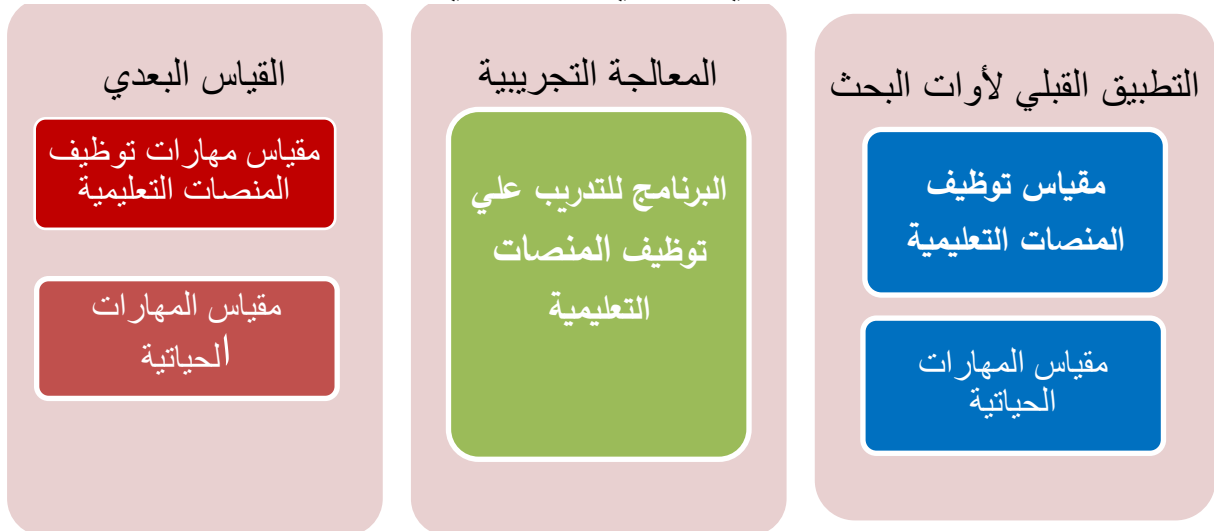 التطبيق القبلي لأوات البحث
مقياس توظيف
المنصات التعليمية
مقياس المهارات
الحياتية
المعالجة التجريبية
البرنامج للتدريب علي
توظيف المنصات
التعليمية
القياس البعدي
مقياس مهارات توظيف
المنصات التعليمية
مقياس المهارات
الحياتية